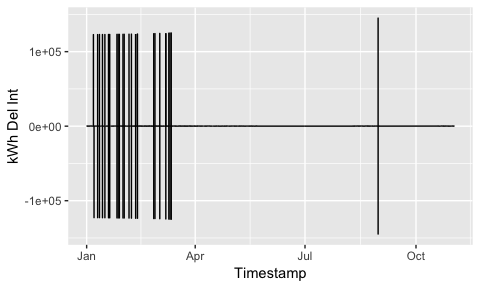 kWh Del Int
1e+05
0e+00
-1e+05
Jan Apr Jul Oct
Timestamp